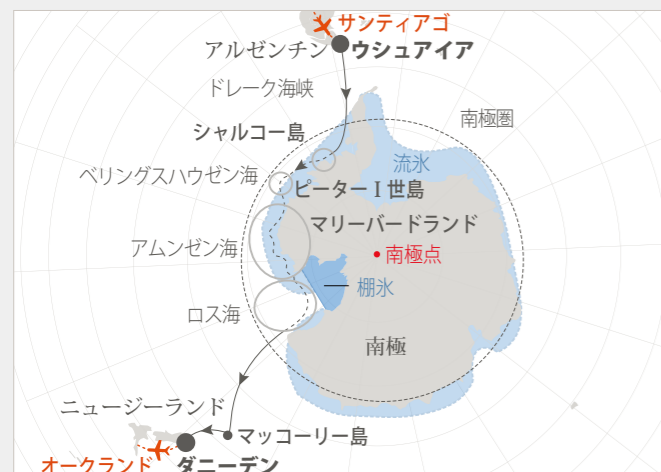 サンティアゴ
アルゼンチン ウシュアイア
ドレーク海峡
南極圏
シャルコー島
流氷
ベリングスハウゼン海
ピーターⅠ世島
マリーバードランド
アムンゼン海
南極点
棚氷
ロス海
南極
ニュージーランド
マッコーリー島
オークランド ダニーデン